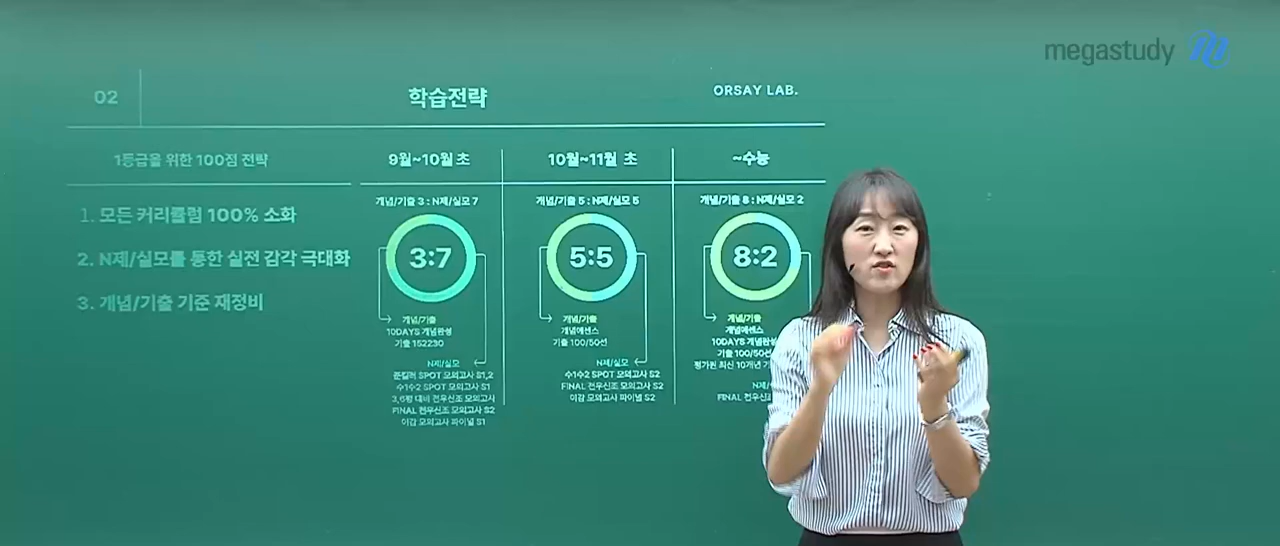 megastudy
02
학습전략
ORSAY LAB.
1등급을 위한 100점 전략
9월~10월 초
10월~11월 초
~수능
1. 모든 커리큘럼 100% 소화
2. N제/실모를 통한 실전 감각 극대화
3. 개념/기출 기준 재정비
개념/기출 3 : N제/실모 7
3:7
개념/기출
10DAYS 개념완성
기출 152230
N제/실모
준킬러 SPOT 모의고사 S1,2
수1수2 SPOT 모의고사 S1
3,6평 대비 전우신조 모의고사
FINAL 전우신조 모의고사 S2
이감 모의고사 파이널 S1
개념/기출 5 : N제/실모 5
5:5
개념/기출
개념에센스
기출 100/50선
N제/실모
수1수2 SPOT 모의고사 S2
FINAL 전우신조 모의고사 S2
이감 모의고사 파이널 S2
개념/기출 8 : N제/실모 2
8:2
개념/기출
개념에센스
10DAYS 개념완성
기출 100/50선
평가원 최신 10개년
FINAL